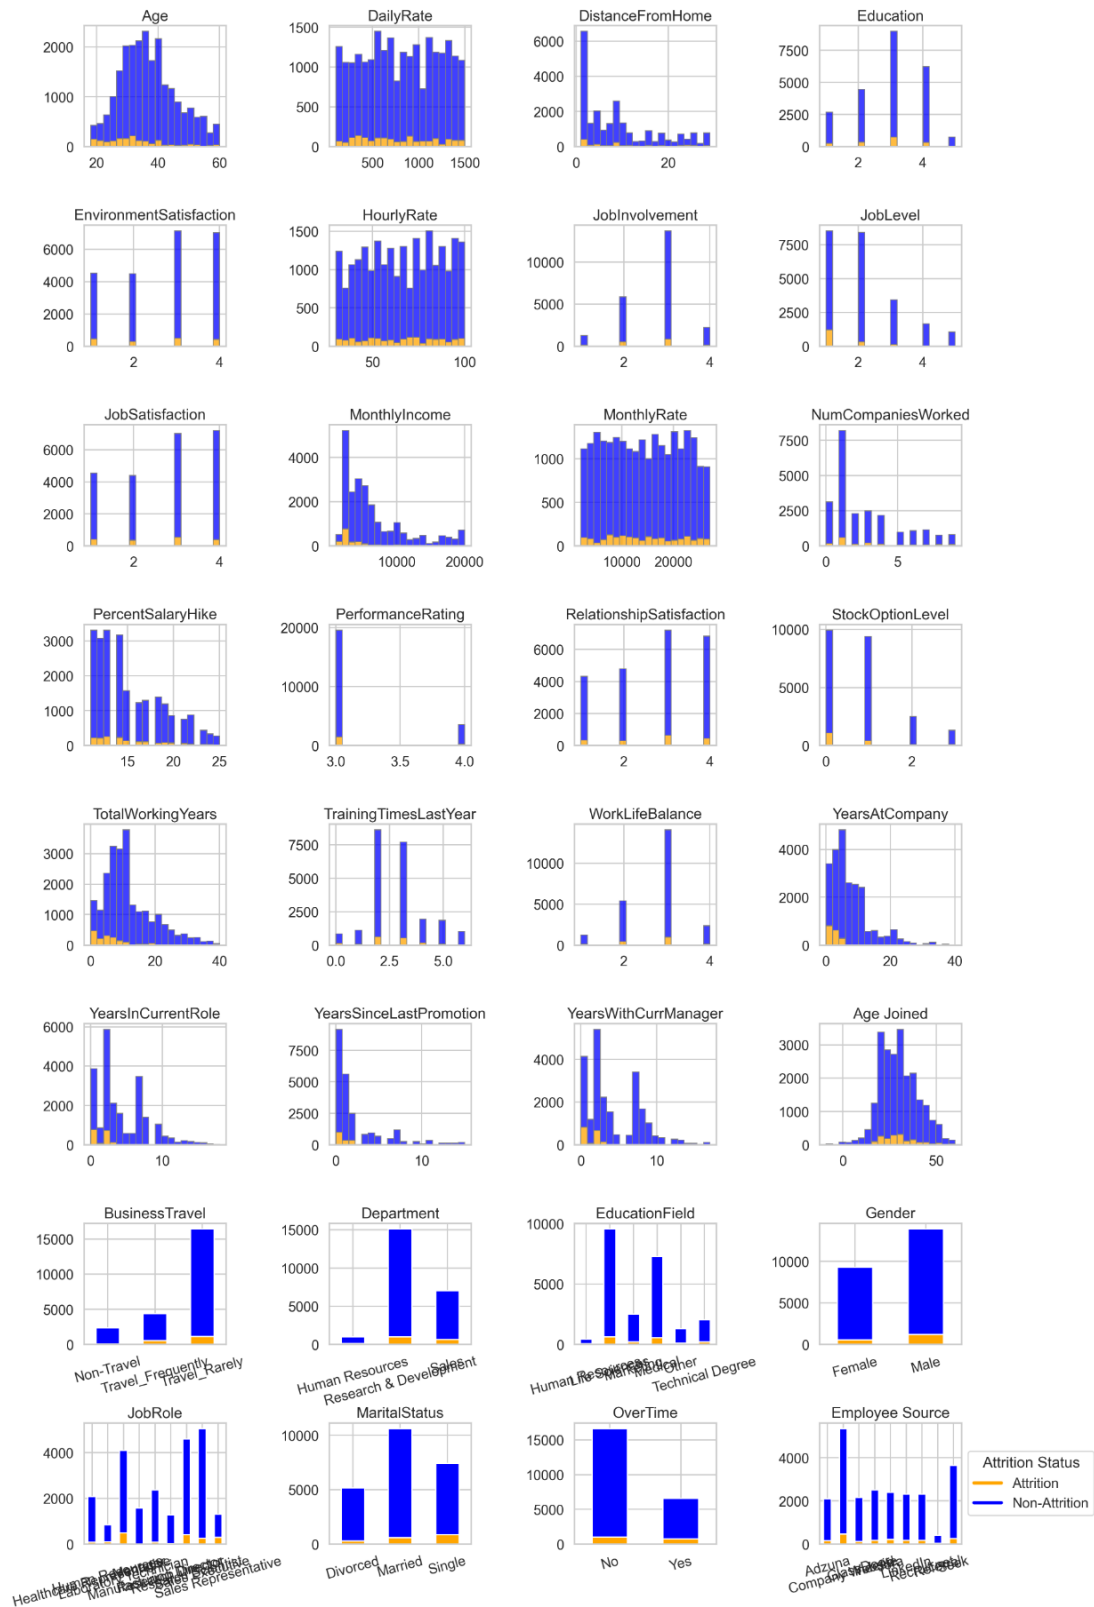 Age DailyRate DistanceFromHome Education
2000 1000 0 1500 1000 500 0 6000 4000 2000 0 7500 5000 2500 0
20 40 60 500 1000 1500 0 20 2 4
EnvironmentSatisfaction HourlyRate JobInvolvement JobLevel
6000 4000 2000 0 1500 1000 500 0 10000 5000 0 7500 5000 2500 0
2 4 50 100 2 4 2 4
JobSatisfaction MonthlyIncome MonthlyRate NumCompaniesWorked
6000 4000 2000 0 4000 2000 0 1000 500 0 7500 5000 2500 0
2 4 10000 20000 10000 20000 0 5
PercentSalaryHike PerformanceRating RelationshipSatisfaction StockOptionLevel
3000 2000 1000 0 20000 10000 0 6000 4000 2000 0 10000 5000 0
15 20 25 3.0 3.5 4.0 2 4 0 2
TotalWorkingYears TrainingTimesLastYear WorkLifeBalance YearsAtCompany
3000 2000 1000 0 7500 5000 2500 0 10000 5000 0 4000 2000 0
0 20 40 0.0 2.5 5.0 2 4 0 20 40
YearsInCurrentRole YearsSinceLastPromotion YearsWithCurrManager Age Joined
6000 4000 2000 0 7500 5000 2500 0 4000 2000 0 3000 2000 1000 0
0 10 0 10 0 10 0 50
BusinessTravel Department EducationField Gender
15000 10000 5000 0 15000 10000 5000 0 10000 5000 0 10000 5000 0
Non-Travel Travel_Frequently Travel_Rarely Human Resources Research & Development Sales Human Resources Medical Other Technical Degree Female Male
JobRole MaritalStatus OverTime Employee Source
4000 2000 0 10000 5000 0 15000 10000 5000 0 4000 2000 0
Sales Representative Divorced Married Single No Yes Adzuna LinkedIn Seek
Attrition Status
Attrition
Non-Attrition